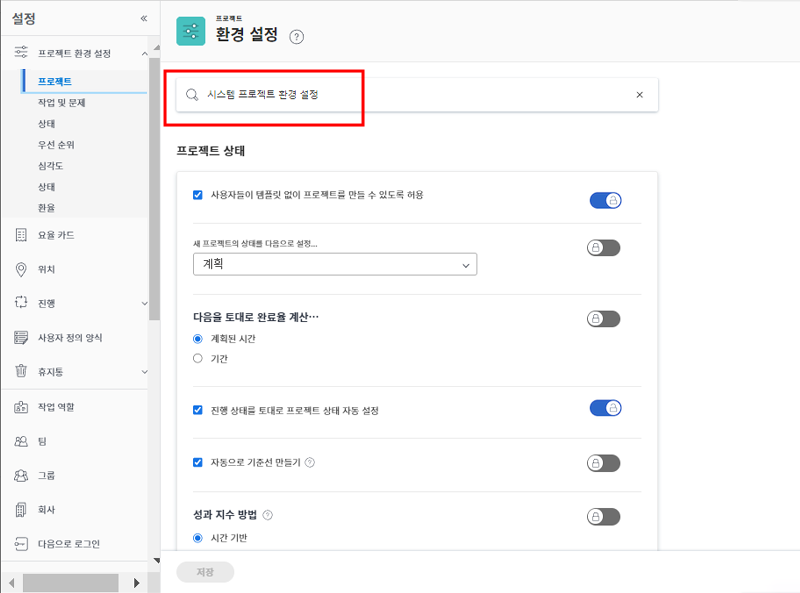 설정
«
프로젝트 환경 설정
프로젝트
작업 및 문제
상태
우선 순위
심각도
상태
환율
요율 카드
위치
진행
사용자 정의 양식
휴지통
작업 역할
팀
그룹
회사
다음으로 로그인
프로젝트
환경 설정 ?
시스템 프로젝트 환경 설정
프로젝트 상태
사용자들이 템플릿 없이 프로젝트를 만들 수 있도록 허용
새 프로젝트의 상태를 다음으로 설정...
계획
다음을 토대로 완료율 계산...
계획된 시간
기간
진행 상태를 토대로 프로젝트 상태 자동 설정
자동으로 기준선 만들기 ?
성과 지수 방법 ?
시간 기반
저장